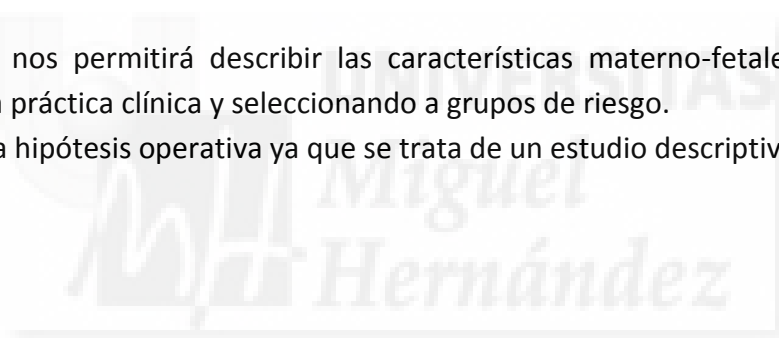 nos permitirá describir las características materno-fetale
práctica clínica y seleccionando a grupos de riesgo.
hipótesis operativa ya que se trata de un estudio descriptiv
UNIVERSITAS
Miguel
Hernández